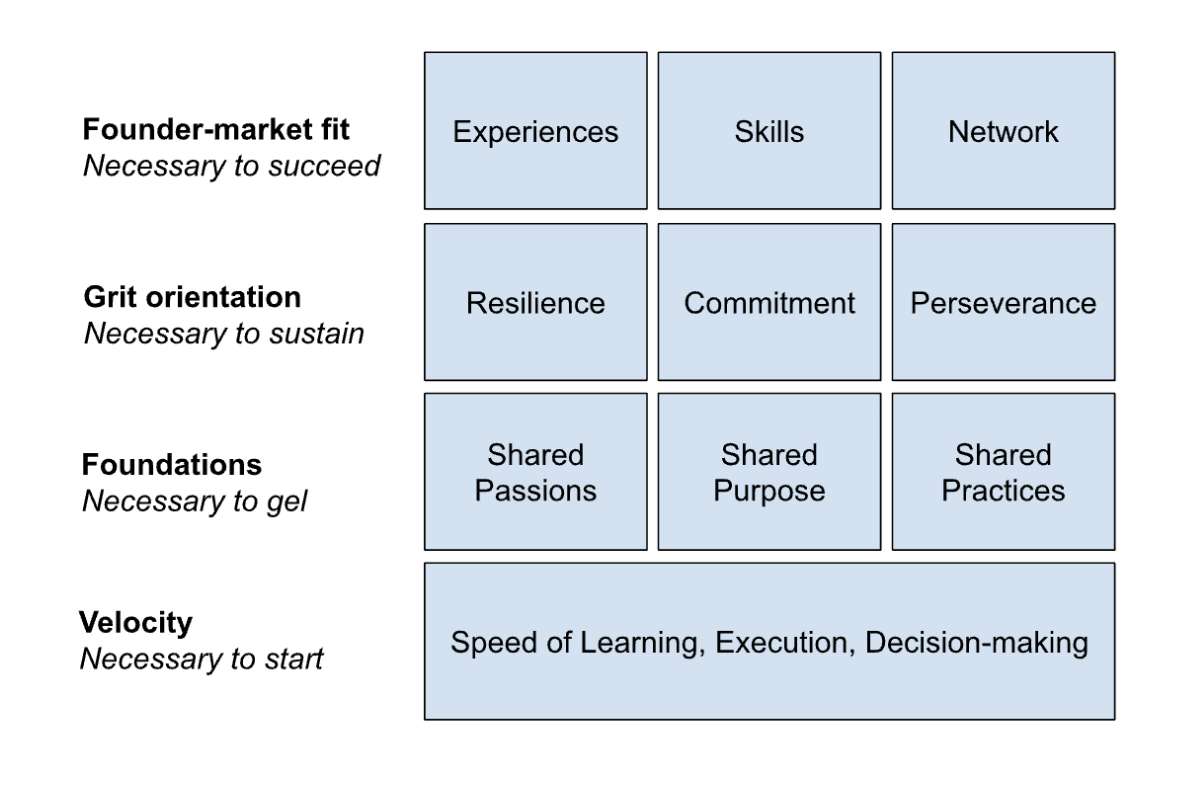 Founder-market fit
Necessary to succeed
Experiences
Skills
Network
Grit orientation
Necessary to sustain
Resilience
Commitment
Perseverance
Foundations
Necessary to gel
Shared
Passions
Shared
Purpose
Shared
Practices
Velocity
Necessary to start
Speed of Learning, Execution, Decision-making